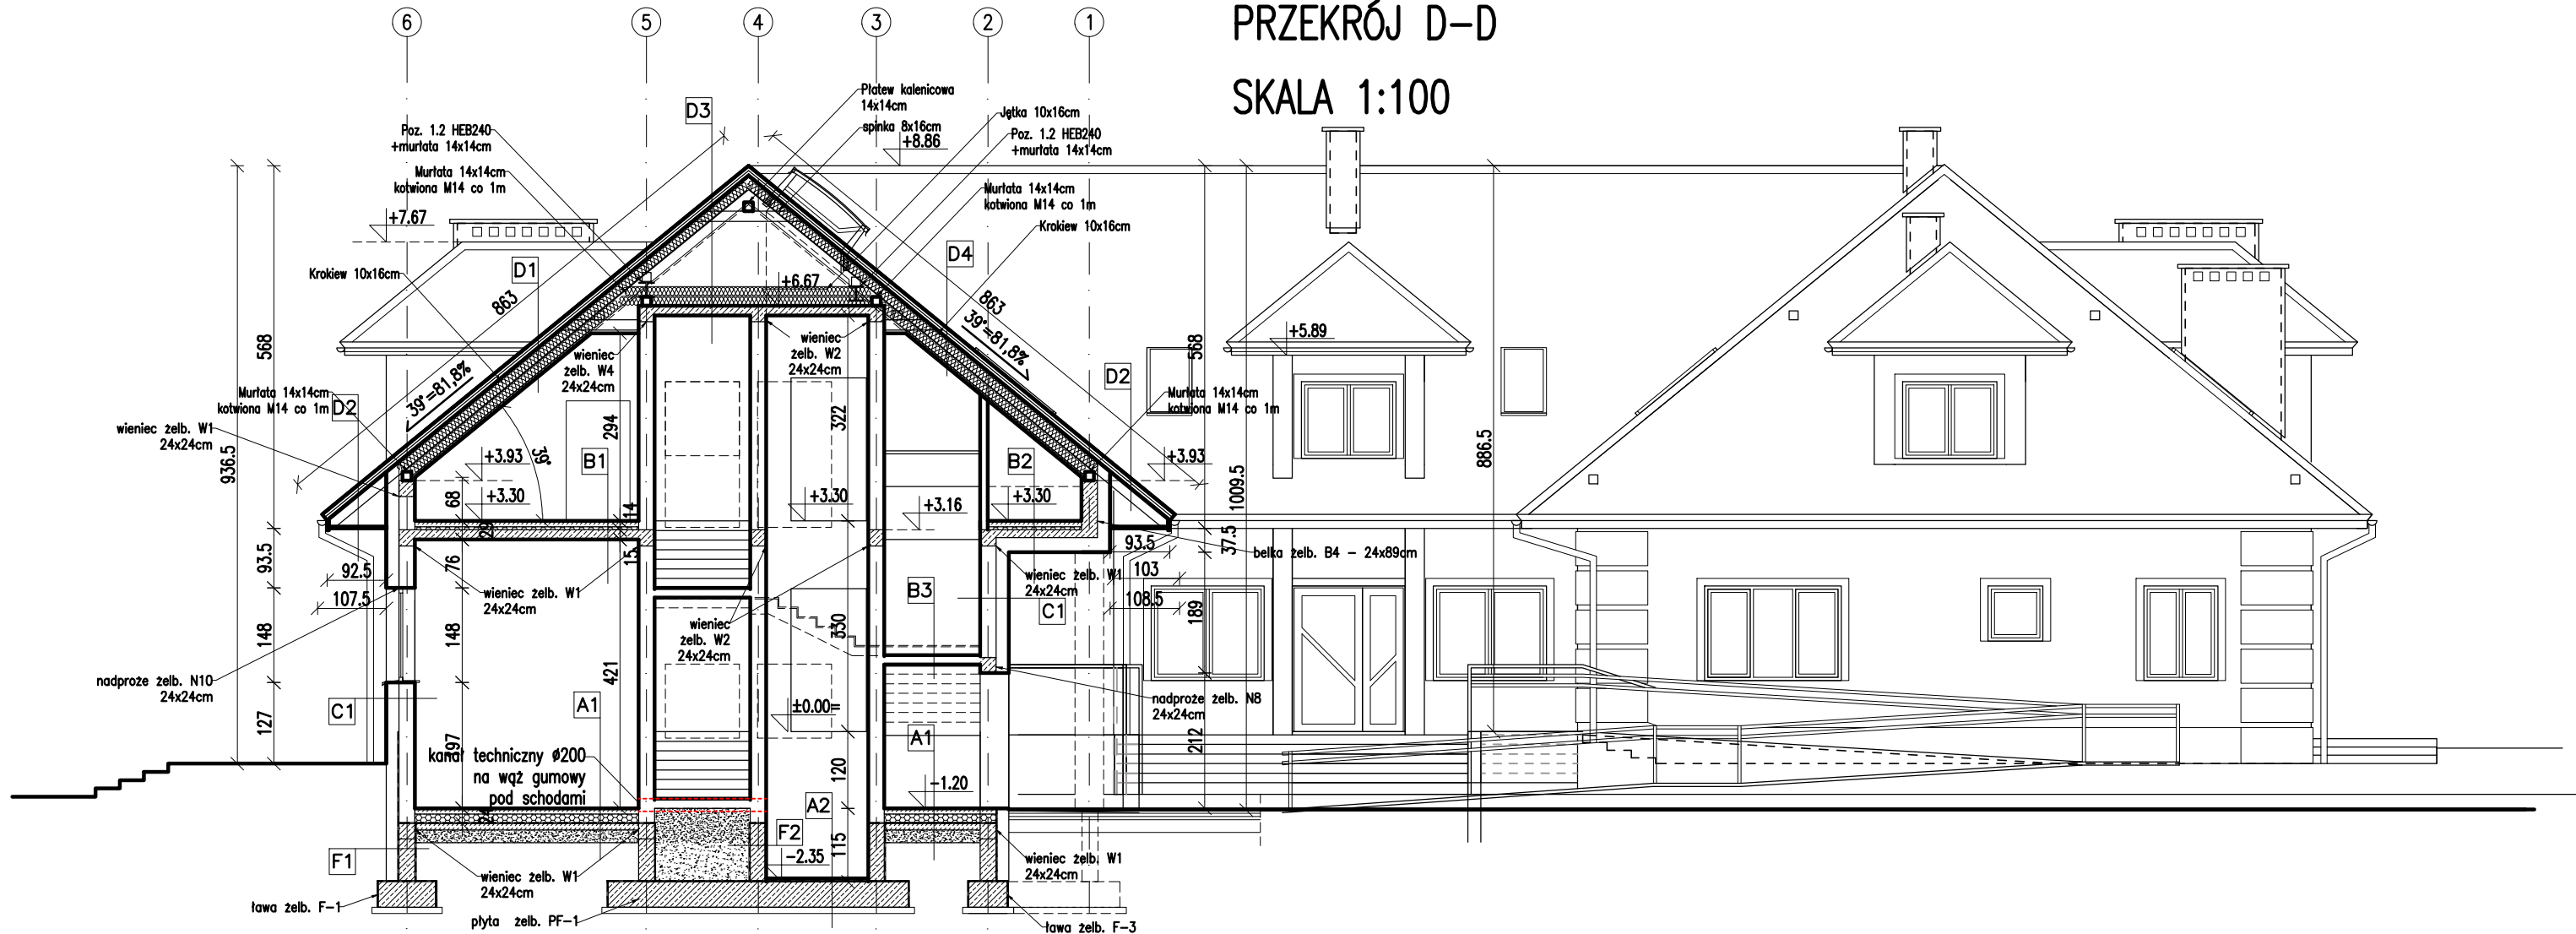 6
5
4
3
2
1
PRZEKRÓJ D-D
SKALA 1:100
Płatew kalenicowa
14x14cm
spinka 8x16cm
+8.86
Jętka 10x16cm
Poz. 1.2 HEB240
+murłata 14x14cm
D3
Poz. 1.2 HEB240
+murłata 14x14cm
Murłata 14x14cm
kotwiona M14 co 1m
Murłata 14x14cm
kotwiona M14 co 1m
+7.67
Krokiew 10x16cm
D1
D4
Krokiew 10x16cm
863
+6.67
863
39°=81,8%
+5.89
568
568
wieniec
żelb. W4
24x24cm
wieniec
żelb. W2
24x24cm
39°=81,8%
D2
Murłata 14x14cm
kotwiona M14 co 1m
D2
Murłata 14x14cm
kotwiona M14 co 1m
wieniec żelb. W1
24x24cm
936.5
294
322
39°
B1
B2
+3.93
+3.93
886.5
1009.5
+3.30
+3.30
+3.30
+3.16
68
14
29
15
76
93.5
93.5
37.5
belka żelb. B4 - 24x89cm
92.5
107.5
wieniec żelb. W1
24x24cm
wieniec żelb. W1
24x24cm
103
108.5
B3
C1
189
148
148
wieniec
żelb. W2
24x24cm
330
421
nadproże żelb. N10
24x24cm
nadproże żelb. N8
24x24cm
C1
A1
±0.00=
A1
127
197
212
kanał techniczny ø200
na wąż gumowy
pod schodami
120
-1.20
A2
F2
115
-2.35
F1
wieniec żelb. W1
24x24cm
wieniec żelb. W1
24x24cm
ława żelb. F-1
płyta żelb. PF-1
ława żelb. F-3